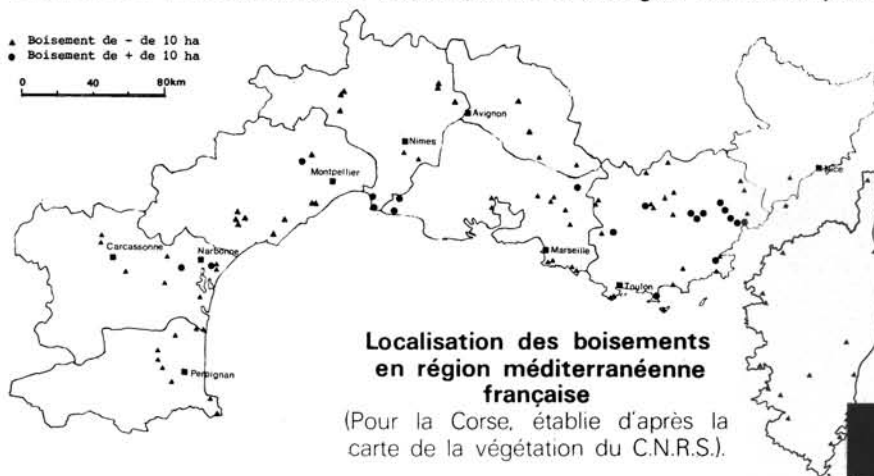 ▲ Boisement de - de 10 ha
● Boisement de + de 10 ha
0 40 80km
Avignon
Nimes
Montpellier
Nice
Carcassonne
Narbonne
Marseille
Toulon
Perpignan
Localisation des boisements
en région méditerranéenne
française
(Pour la Corse, établie d'après la
carte de la végétation du C.N.R.S.).